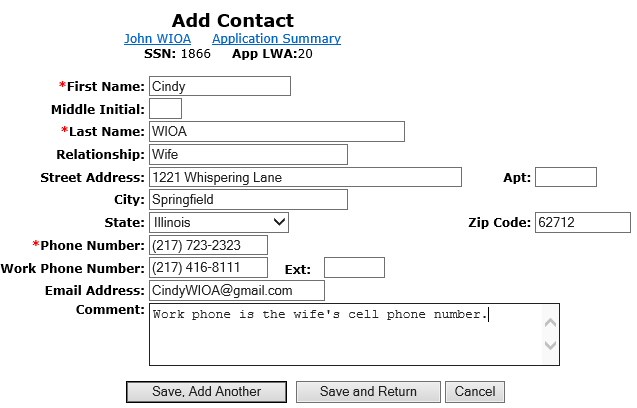 Add Contact
John WIOA Application Summary
SSN: 1866 App LWA:20
*First Name: Cindy
Middle Initial:
*Last Name: WIOA
Relationship: Wife
Street Address: 1221 Whispering Lane Apt:
City: Springfield
State: Illinois Zip Code: 62712
*Phone Number: (217) 723-2323
Work Phone Number: (217) 416-8111 Ext:
Email Address: CindyWIOA@gmail.com
Comment: Work phone is the wife's cell phone number.
Save, Add Another Save and Return Cancel